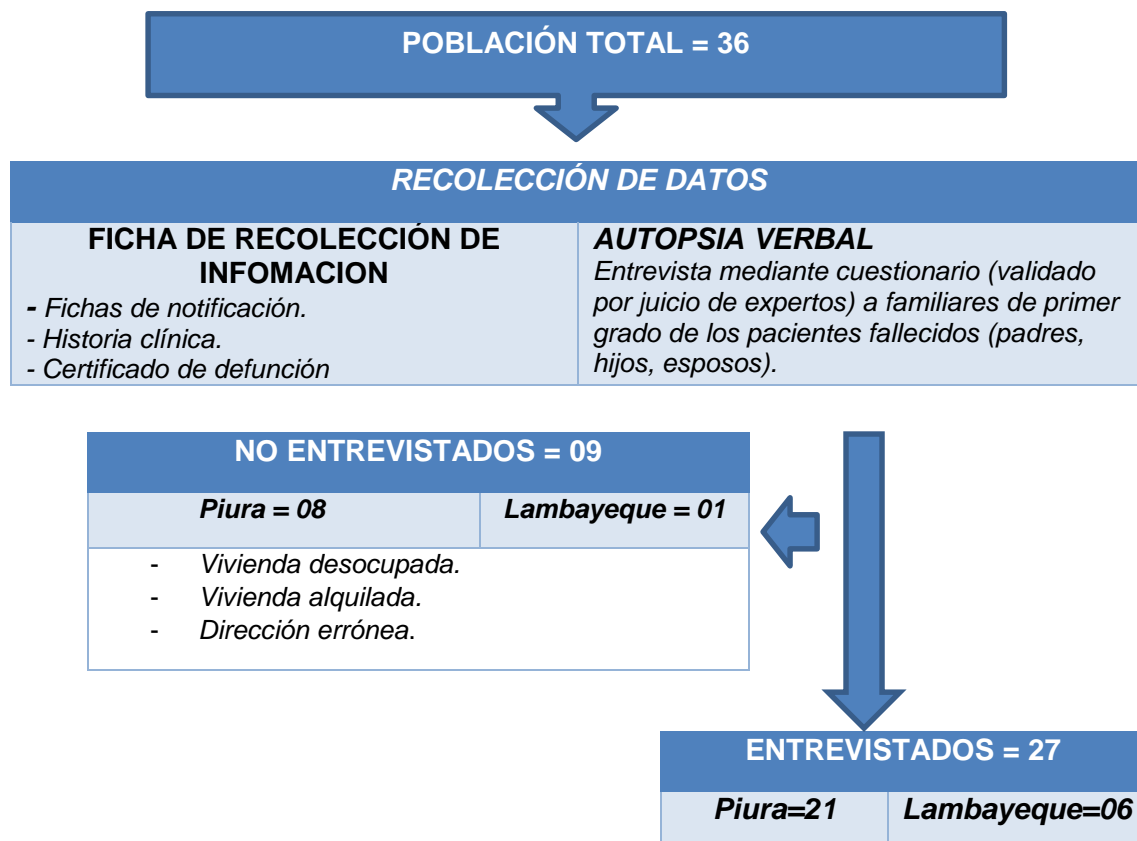 POBLACIÓN TOTAL = 36
RECOLECCIÓN DE DATOS
FICHA DE RECOLECCIÓN DE
INFOMACION
- Fichas de notificación.
- Historia clínica.
- Certificado de defunción
AUTOPSIA VERBAL
Entrevista mediante cuestionario (validado
por juicio de expertos) a familiares de primer
grado de los pacientes fallecidos (padres,
hijos, esposos).
NO ENTREVISTADOS = 09
Piura = 08
Lambayeque = 01
- Vivienda desocupada.
- Vivienda alquilada.
- Dirección errónea.
ENTREVISTADOS = 27
Piura=21
Lambayeque=06